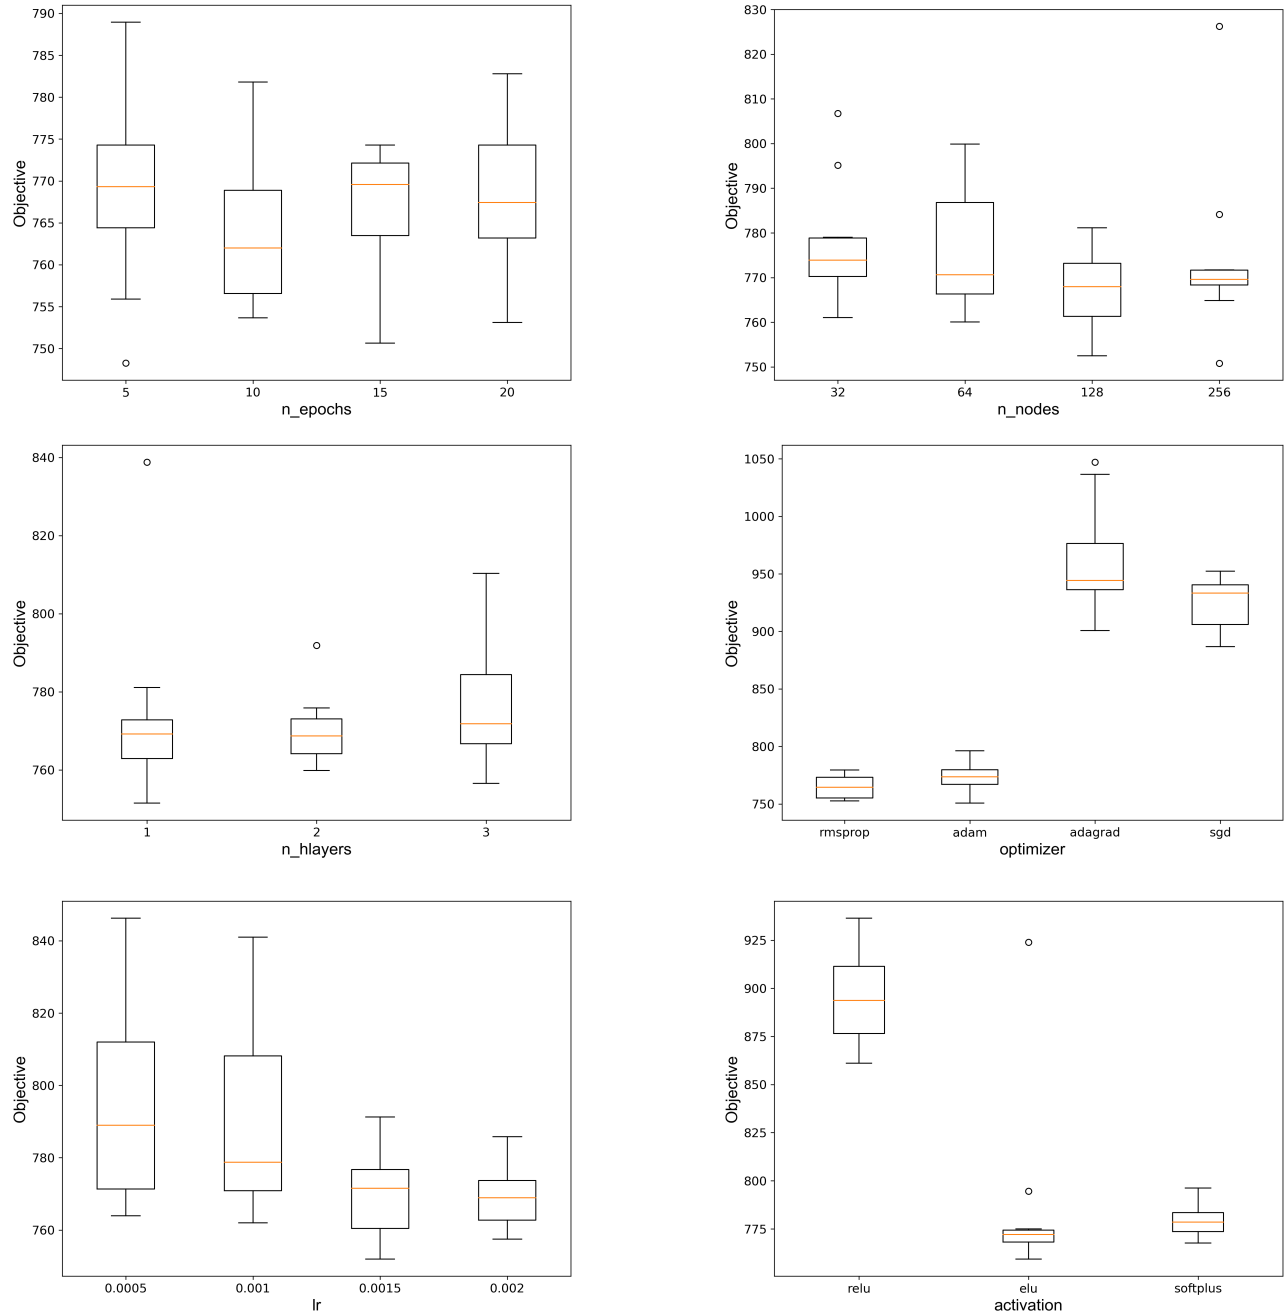 790
785
780
775
770
765
760
755
750
Objective
5 10 15 20
n_epochs
830
820
810
800
790
780
770
760
750
Objective
32 64 128 256
n_nodes
840
820
800
780
760
Objective
1 2 3
n_hlayers
1050
1000
950
900
850
800
750
Objective
rmsprop adam adagrad sgd
optimizer
840
820
800
780
760
Objective
0.0005 0.001 0.0015 0.002
lr
925
900
875
850
825
800
775
Objective
relu elu softplus
activation